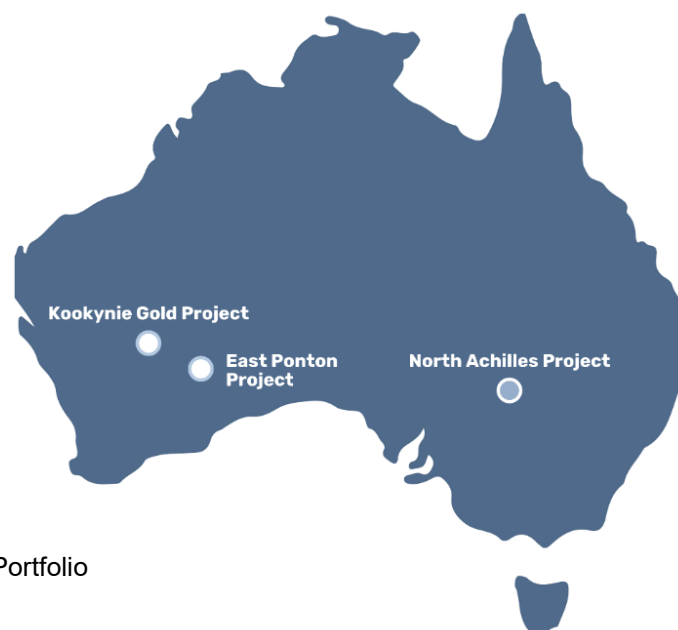 Kookynie Gold Project
East Ponton
Project
North Achilles Project
Portfolio